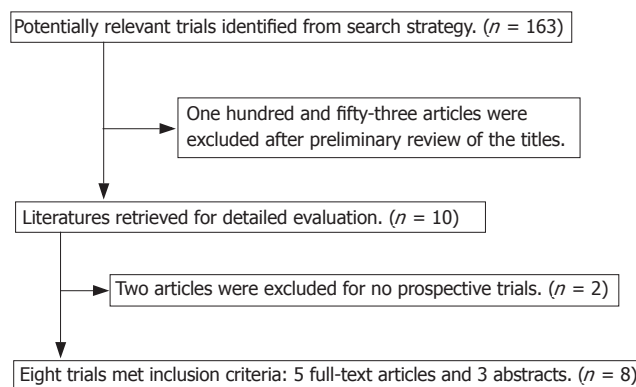 Potentially relevant trials identified from search strategy. (n = 163)
One hundred and fifty-three articles were
excluded after preliminary review of the titles.
Literatures retrieved for detailed evaluation. (n = 10)
Two articles were excluded for no prospective trials. (n = 2)
Eight trials met inclusion criteria: 5 full-text articles and 3 abstracts. (n = 8)